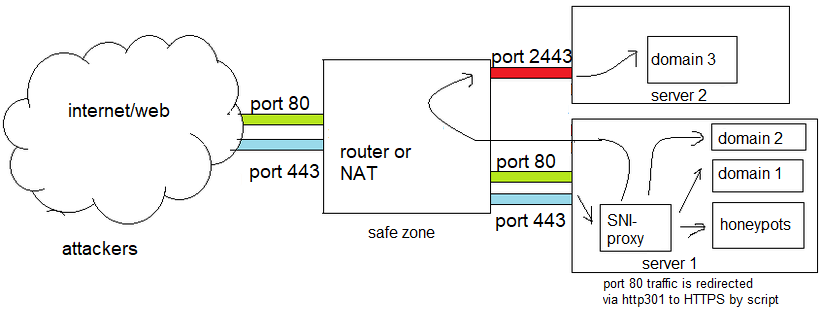 internet/web
attackers
port 80
port 443
router or
NAT
safe zone
port 2443
domain 3
server 2
port 80
port 443
SNI-
proxy
domain 2
domain 1
honeypots
server 1
port 80 traffic is redirected
via http301 to HTTPS by script